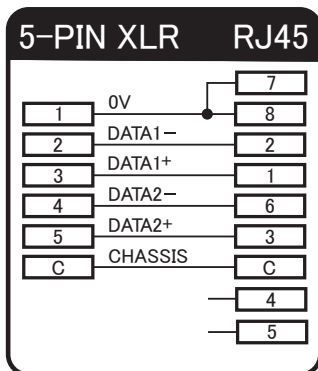 5-PIN XLR RJ45
7
1 0V 8
2 DATA1− 2
3 DATA1+ 1
4 DATA2− 6
5 DATA2+ 3
C CHASSIS C
4
5